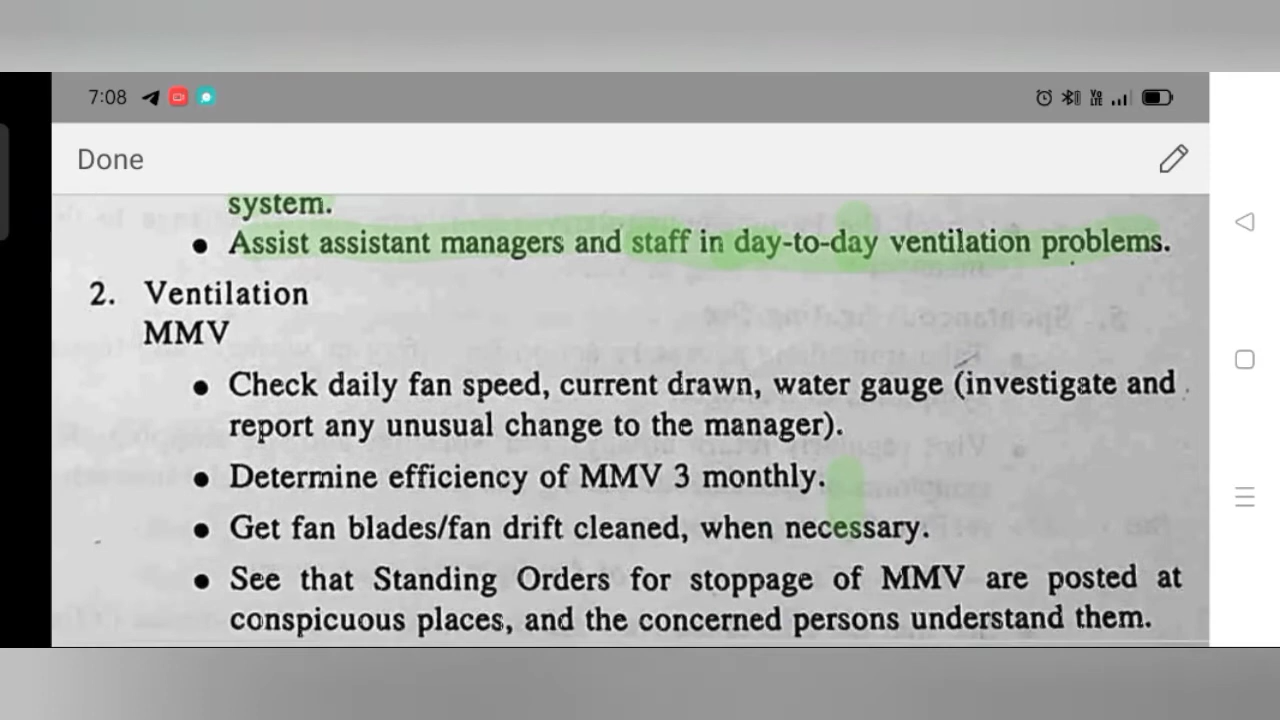 7:08
Done
system.
● Assist assistant managers and staff in day-to-day ventilation problems.
2. Ventilation
MMV
● Check daily fan speed, current drawn, water gauge (investigate and
report any unusual change to the manager).
● Determine efficiency of MMV 3 monthly.
● Get fan blades/fan drift cleaned, when necessary.
● See that Standing Orders for stoppage of MMV are posted at
conspicuous places, and the concerned persons understand them.